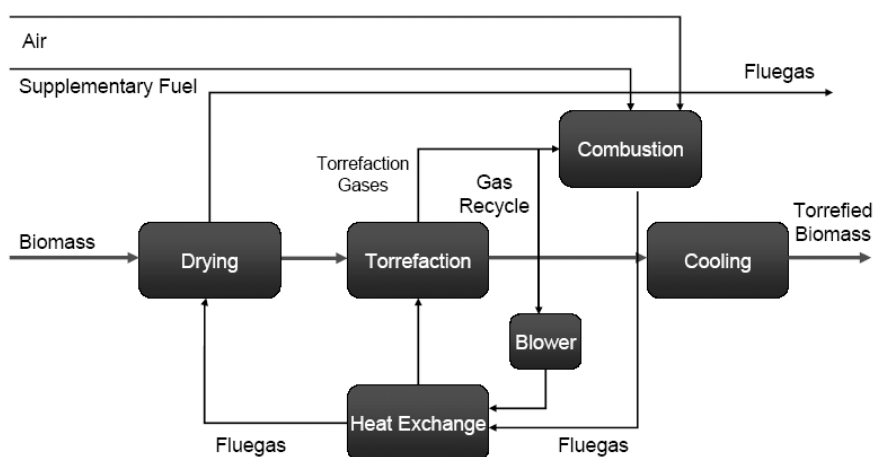 Air
Supplementary Fuel
Fluegas
Combustion
Torrefaction
Gases
Gas
Recycle
Biomass
Drying
Torrefaction
Cooling
Torrefied
Biomass
Blower
Heat Exchange
Fluegas
Fluegas